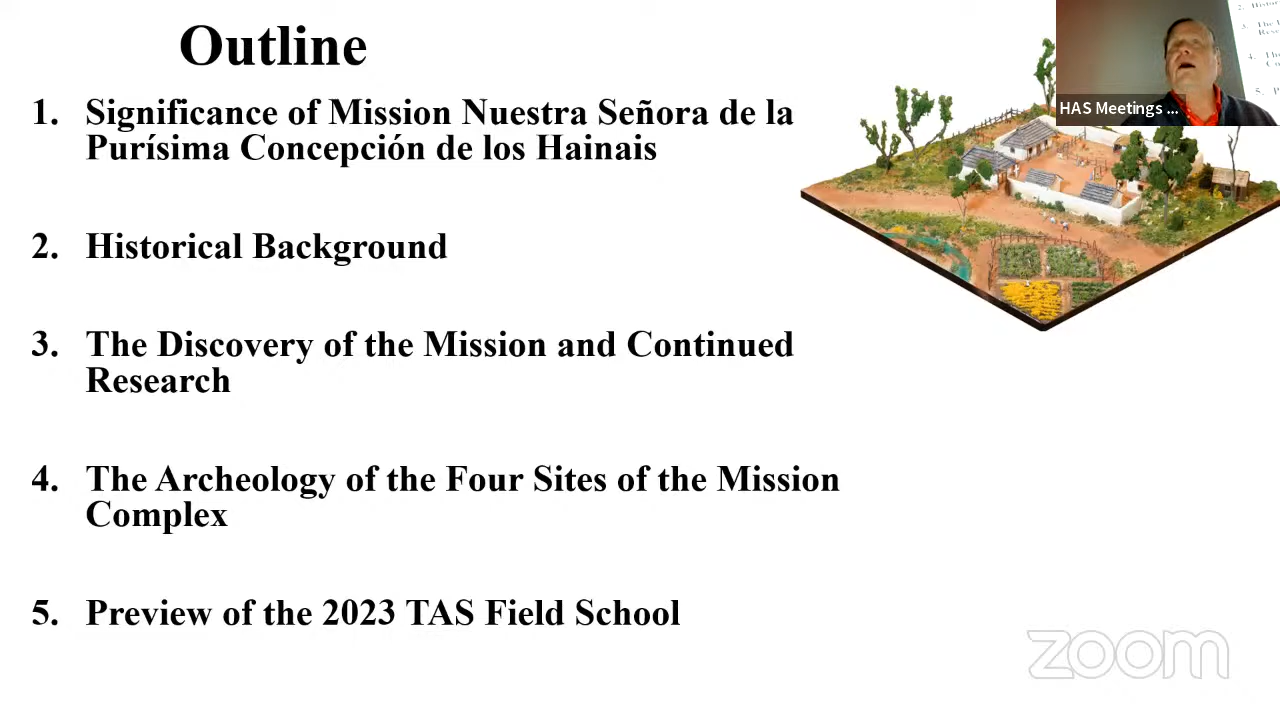 Outline
1. Significance of Mission Nuestra Señora de la
Purísima Concepción de los Hainais
2. Historical Background
3. The Discovery of the Mission and Continued
Research
4. The Archeology of the Four Sites of the Mission
Complex
5. Preview of the 2023 TAS Field School
HAS Meetings ...
zoom